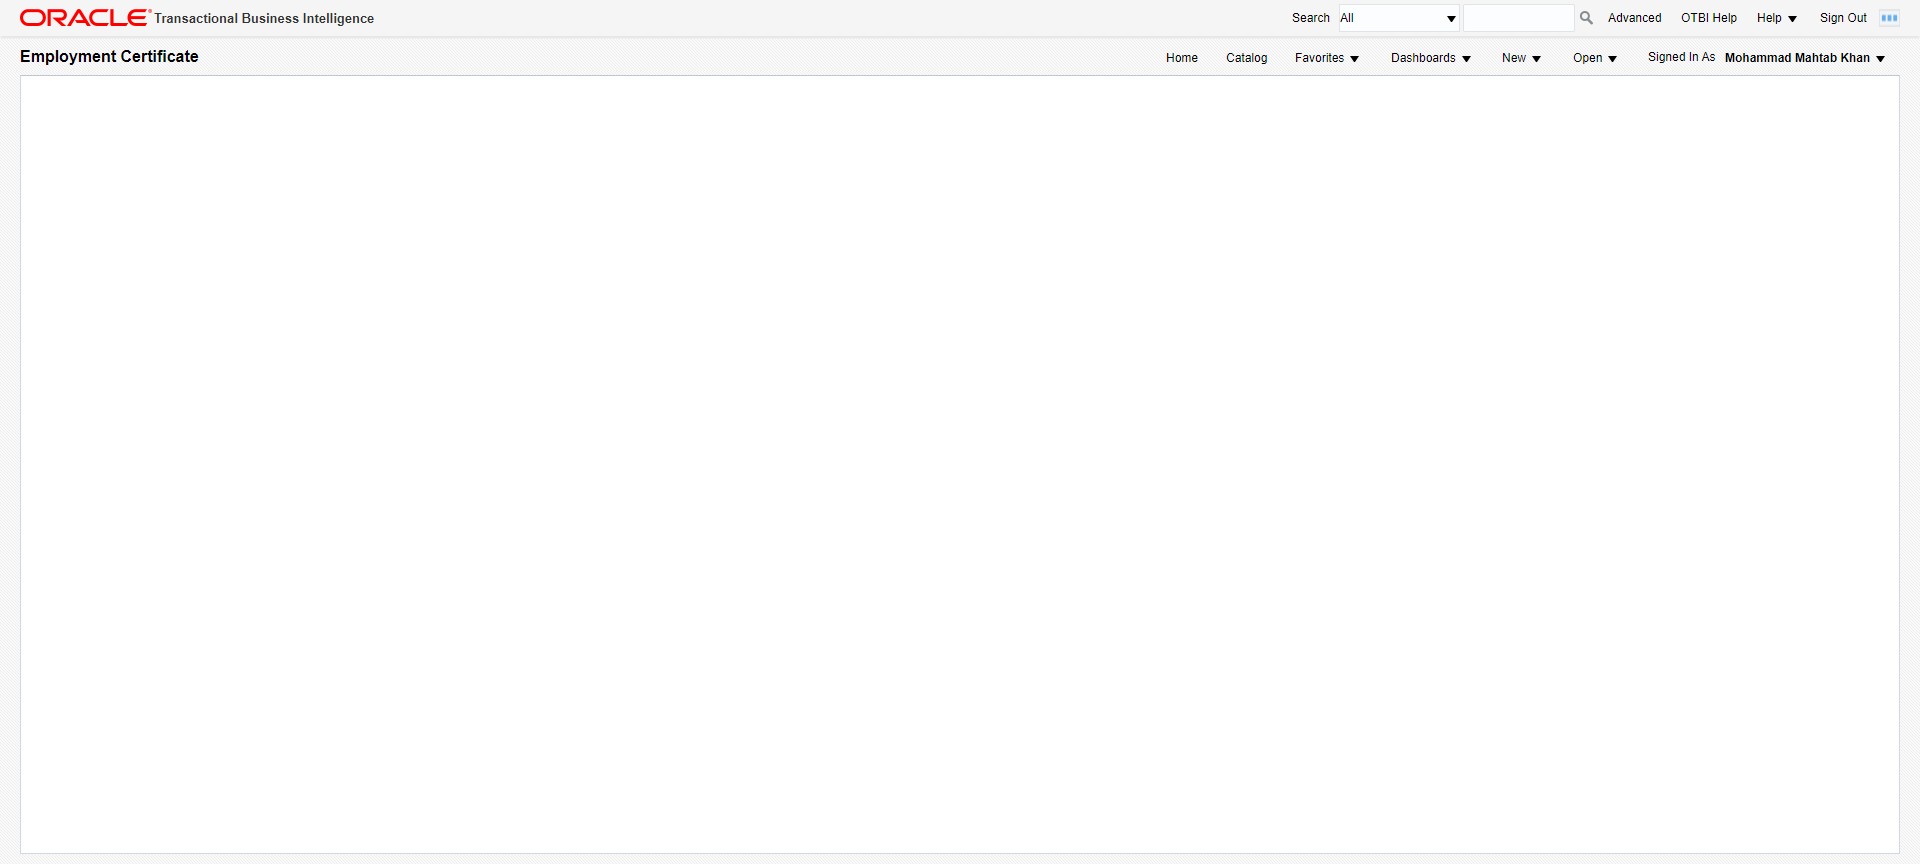 ORACLE® Transactional Business Intelligence
Search All Advanced OTBI Help Help Sign Out
Employment Certificate
Home Catalog Favorites Dashboards New Open Signed In As Mohammad Mahtab Khan